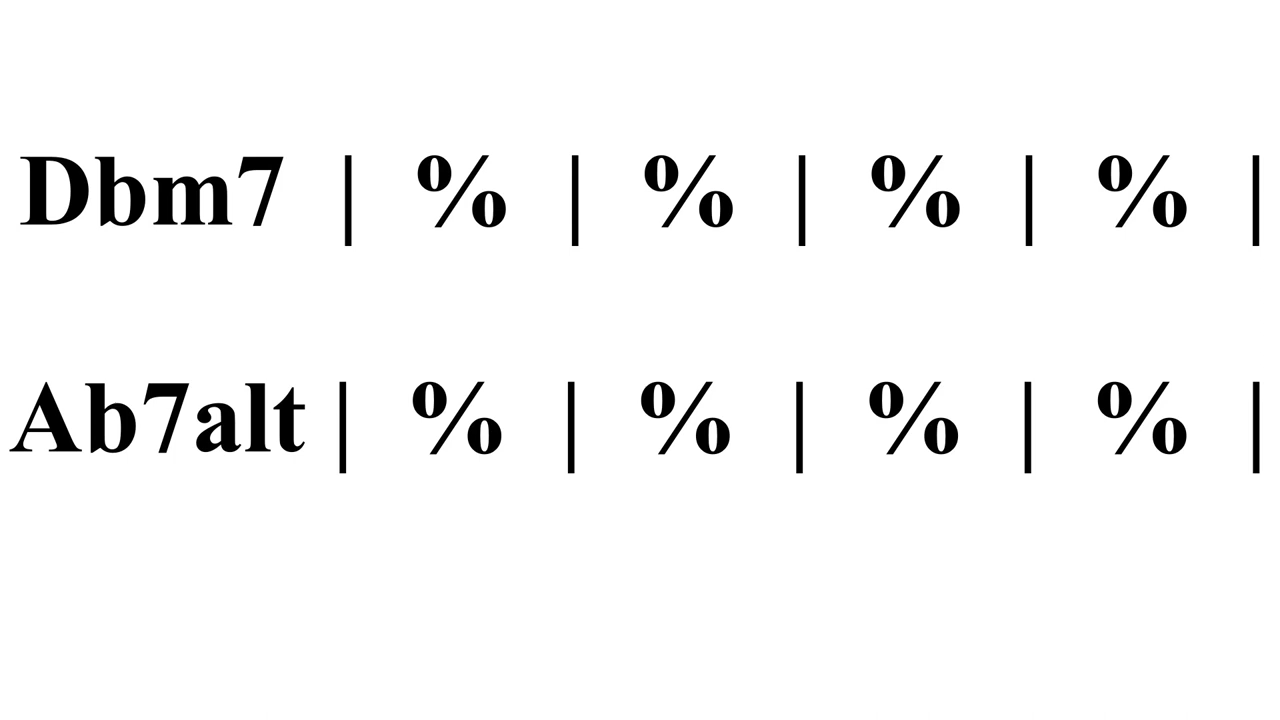 Dbm7 | % | % | % | % |
Ab7alt | % | % | % | % |